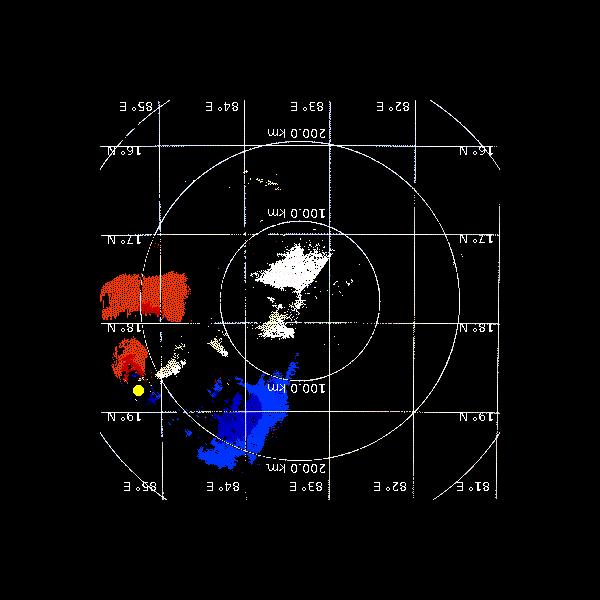 81° E 82° E 83° E 84° E 85° E
200.0 km
19° N 19° N
100.0 km
18° N 18° N
17° N 17° N
100.0 km
16° N 16° N
200.0 km
82° E 83° E 84° E 85° E